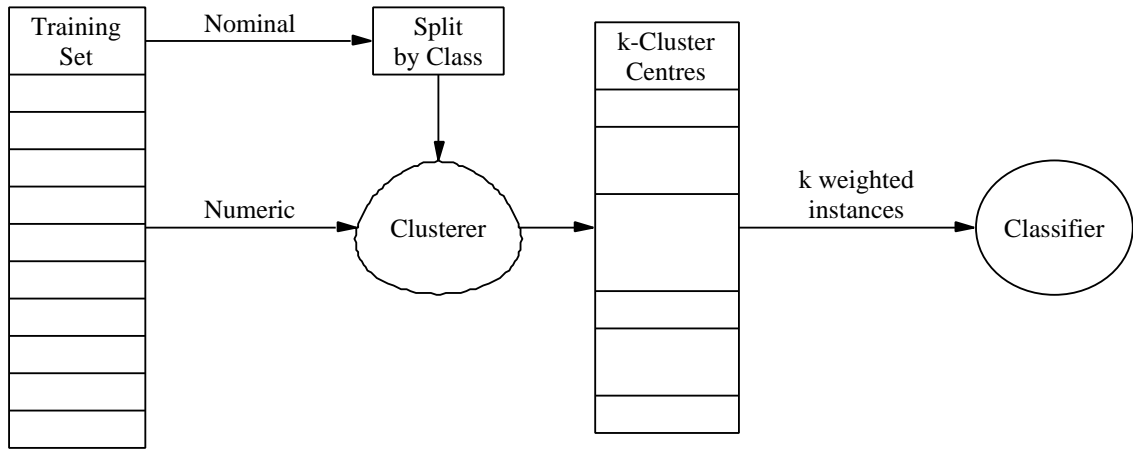 Training
Set
Nominal
Split
by Class
k-Cluster
Centres
Numeric
Clusterer
k weighted
instances
Classifier